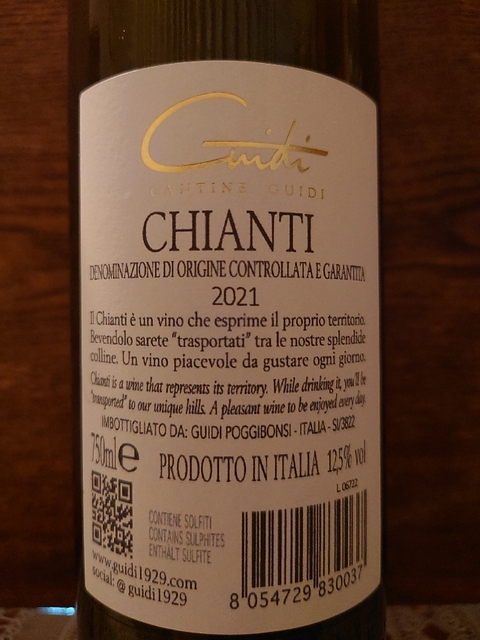 Guidi
CANTINE GUIDI
CHIANTI
DENOMINAZIONE DI ORIGINE CONTROLLATA E GARANTITA
2021
Il Chianti è un vino che esprime il proprio territorio.
Bevendolo sarete "trasportati" tra le nostre splendide
colline. Un vino piacevole da gustare ogni giorno.
Chianti is a wine that represents its territory. While drinking it, you'll be
"transported" to our unique hills. A pleasant wine to be enjoyed every day.
IMBOTTIGLIATO DA: GUIDI POGGIBONSI - ITALIA - SI/3822
750ml e PRODOTTO IN ITALIA 12,5% vol
L 06722
CONTIENE SOLFITI
CONTAINS SULPHITES
ENTHÄLT SULFITE
www.guidi1929.com
social: @guidi1929
8 054729 830037